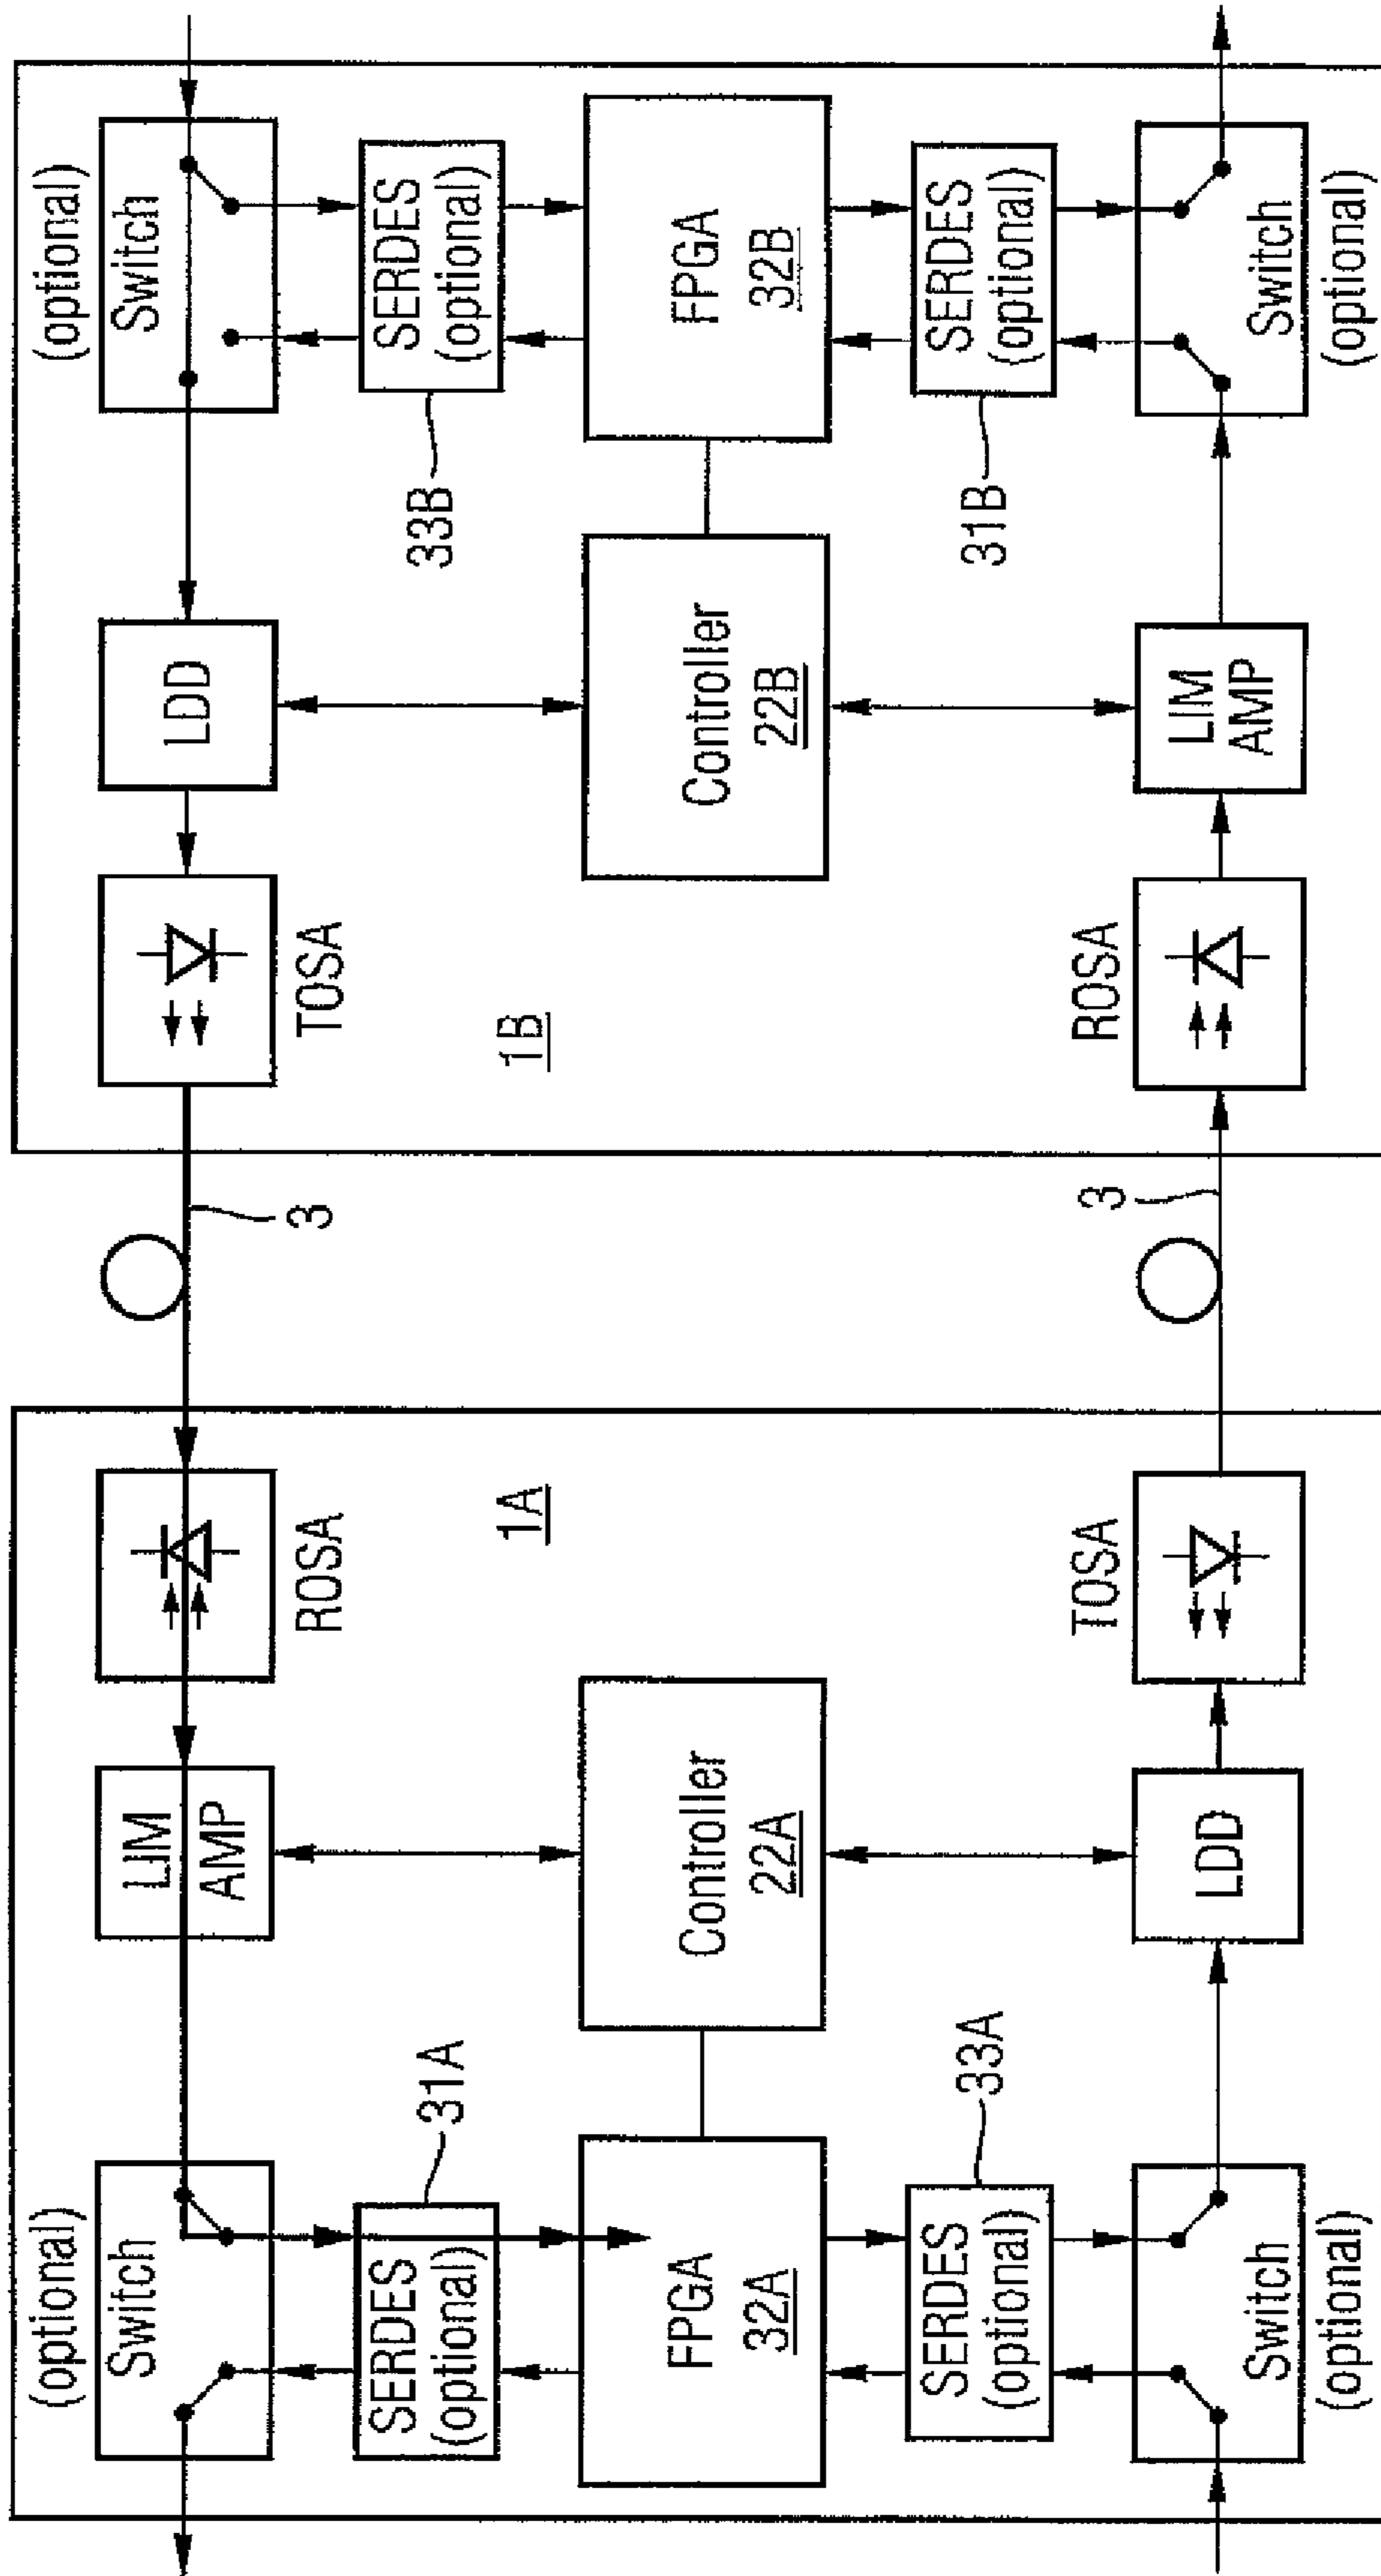 (optional)
Switch
LIM
AMP
ROSA
1A
31A
SERDES
(optional)
FPGA
32A
Controller
22A
33A
SERDES
(optional)
Switch
(optional)
LDD
TOSA
3
3
(optional)
Switch
LDD
TOSA
1B
33B
SERDES
(optional)
Controller
22B
FPGA
32B
31B
SERDES
(optional)
ROSA
LIM
AMP
Switch
(optional)